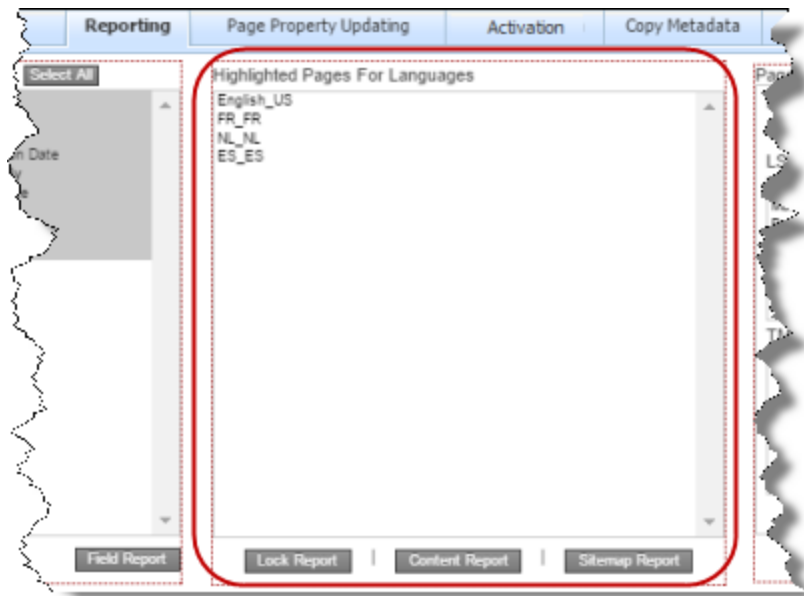 Reporting
Page Property Updating
Activation
Copy Metadata
Select All
n Date
Highlighted Pages For Languages
English_US
FR_FR
NL_NL
ES_ES
Field Report
Lock Report | Content Report | Sitemap Report